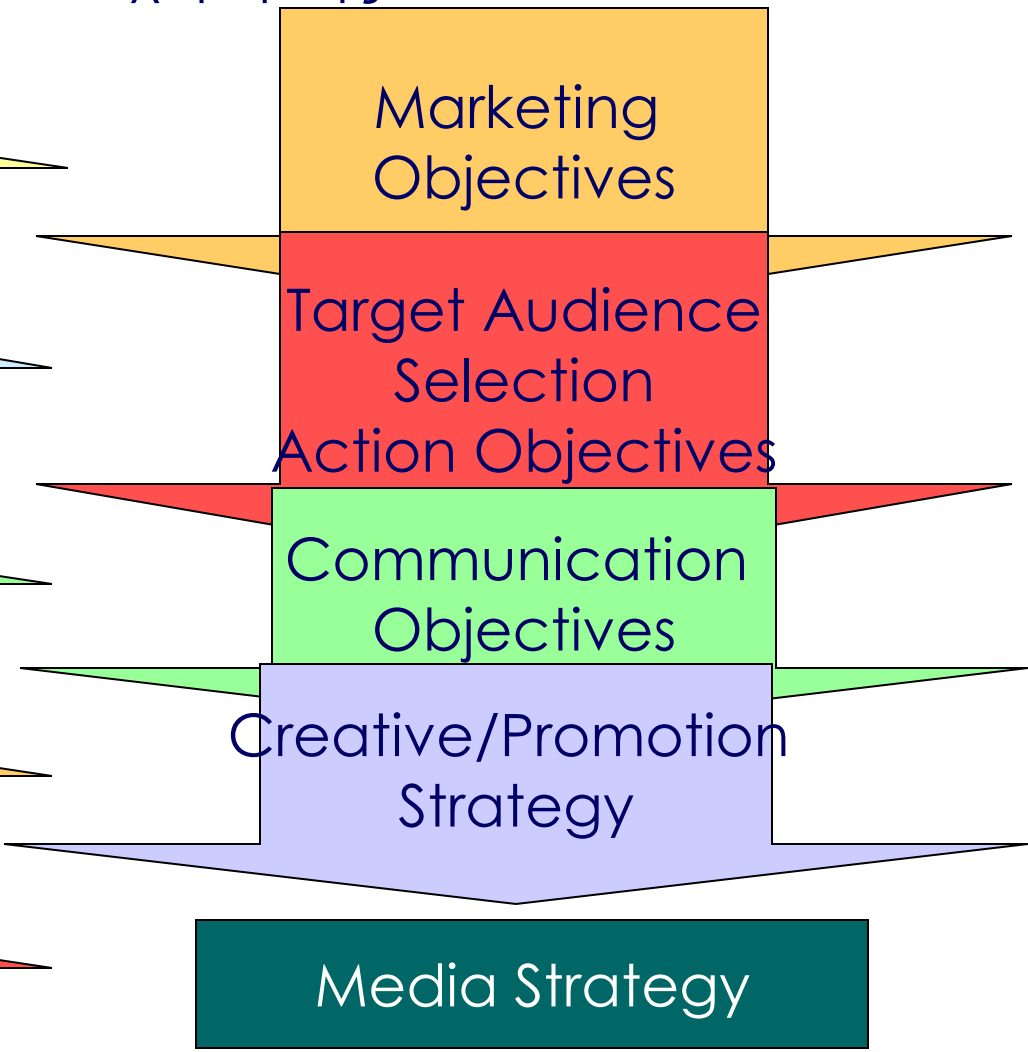 Marketing
Objectives
Target Audience
Selection
Action Objectives
Communication
Objectives
Creative/Promotion
Strategy
Media Strategy